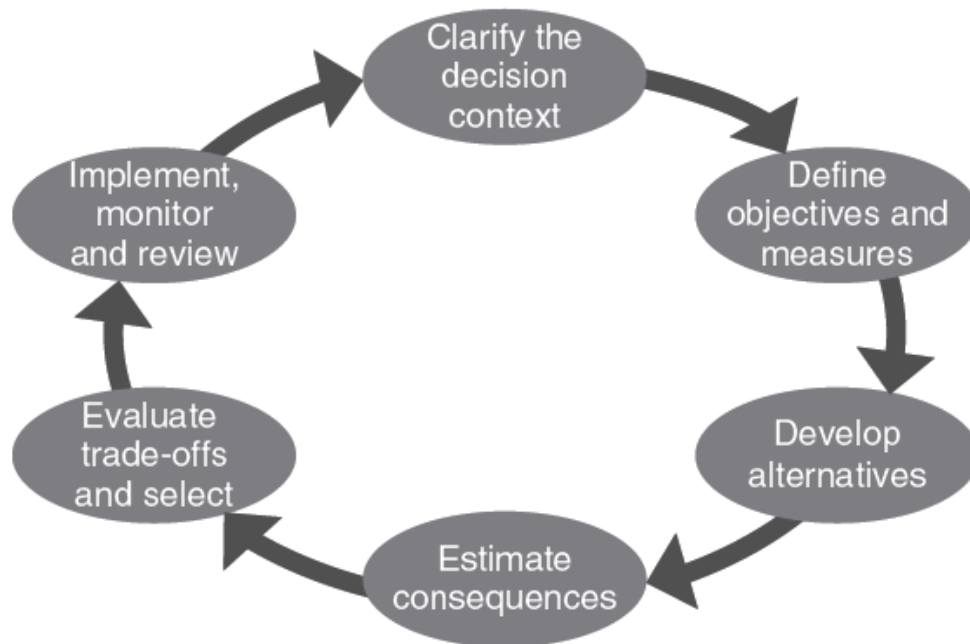 Clarify the
decision
context
Define
objectives and
measures
Develop
alternatives
Estimate
consequences
Evaluate
trade-offs
and select
Implement,
monitor
and review